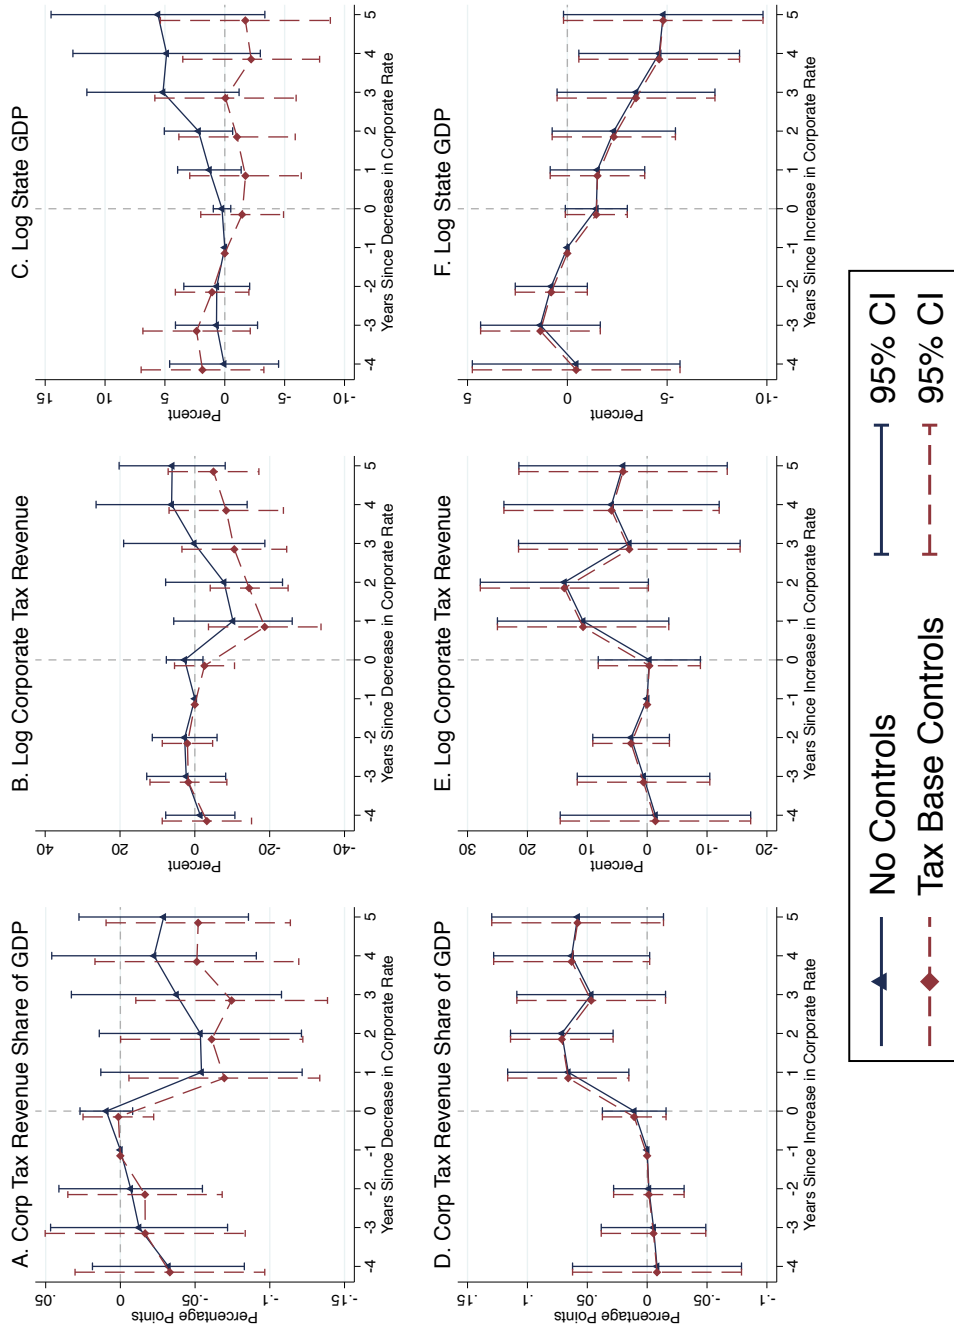 A. Corp Tax Revenue Share of GDP
Percentage Points
.05
0
-.05
-.1
-.15
-4 -3 -2 -1 0 1 2 3 4 5
Years Since Decrease in Corporate Rate
B. Log Corporate Tax Revenue
Percent
40
20
0
-20
-40
-4 -3 -2 -1 0 1 2 3 4 5
Years Since Decrease in Corporate Rate
C. Log State GDP
Percent
15
10
5
0
-5
-10
-4 -3 -2 -1 0 1 2 3 4 5
Years Since Decrease in Corporate Rate
D. Corp Tax Revenue Share of GDP
Percentage Points
.15
.1
.05
0
-.05
-.1
-4 -3 -2 -1 0 1 2 3 4 5
Years Since Increase in Corporate Rate
E. Log Corporate Tax Revenue
Percent
30
20
10
0
-10
-20
-4 -3 -2 -1 0 1 2 3 4 5
Years Since Increase in Corporate Rate
F. Log State GDP
Percent
5
0
-5
-10
-4 -3 -2 -1 0 1 2 3 4 5
Years Since Increase in Corporate Rate
No Controls 95% CI
Tax Base Controls 95% CI